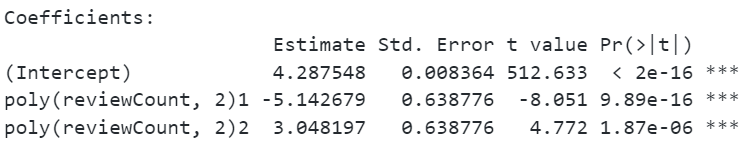 Coefficients:
Estimate Std. Error t value Pr(>|t|)
(Intercept) 4.287548 0.008364 512.633 < 2e-16 ***
poly(reviewCount, 2)1 -5.142679 0.638776 -8.051 9.89e-16 ***
poly(reviewCount, 2)2 3.048197 0.638776 4.772 1.87e-06 ***